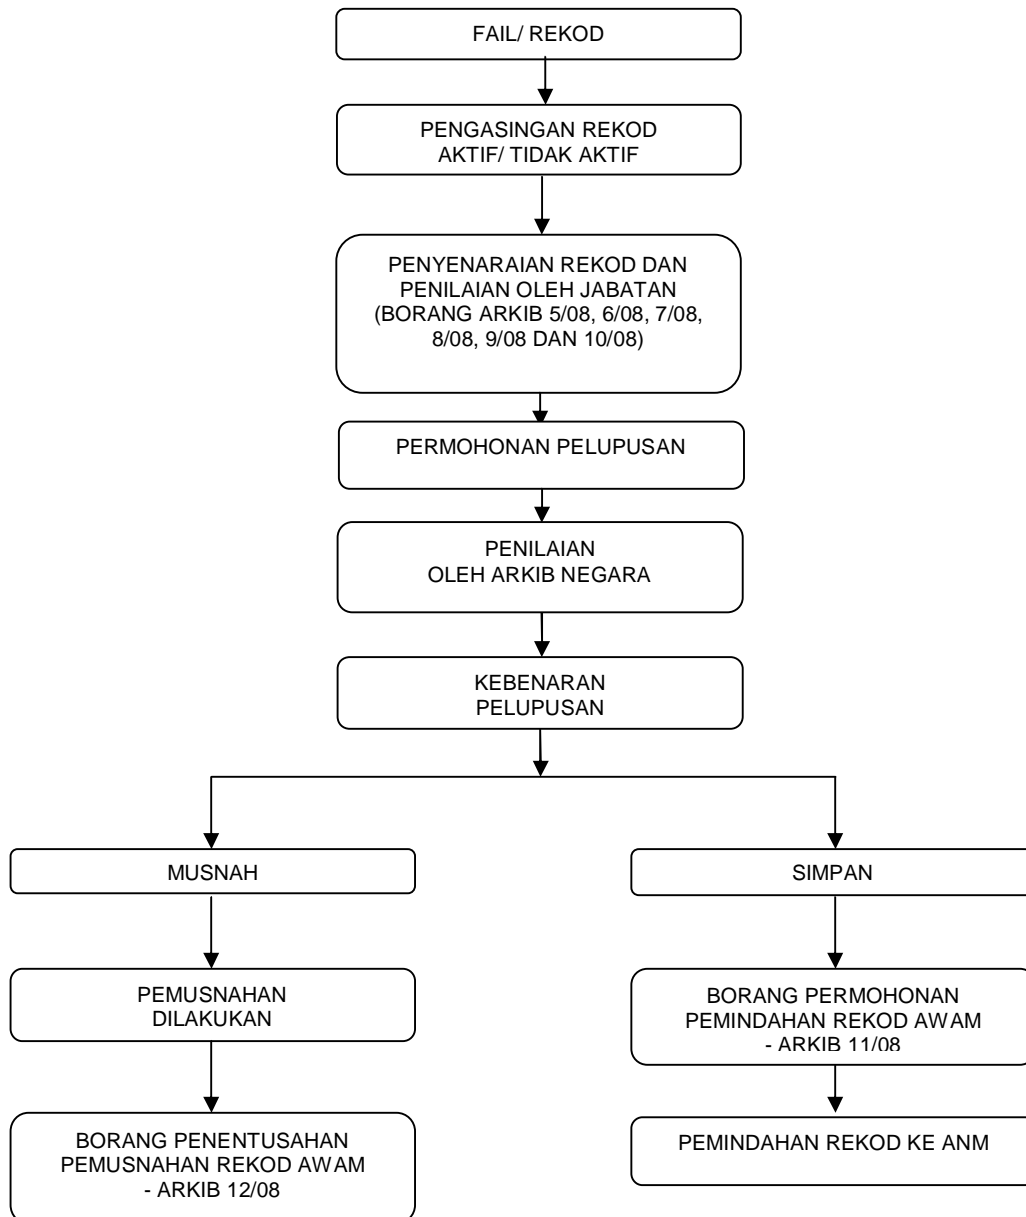 FAIL/ REKOD
PENGASINGAN REKOD
AKTIF/ TIDAK AKTIF
PENYENARAIAN REKOD DAN
PENILAIAN OLEH JABATAN
(BORANG ARKIB 5/08, 6/08, 7/08,
8/08, 9/08 DAN 10/08)
PERMOHONAN PELUPUSAN
PENILAIAN
OLEH ARKIB NEGARA
KEBENARAN
PELUPUSAN
MUSNAH
PEMUSNAHAN
DILAKUKAN
BORANG PENENTUSAHAN
PEMUSNAHAN REKOD AWAM
- ARKIB 12/08
SIMPAN
BORANG PERMOHONAN
PEMINDAHAN REKOD AWAM
- ARKIB 11/08
PEMINDAHAN REKOD KE ANM